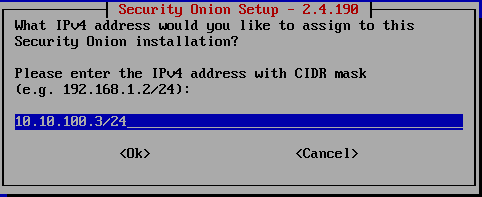 Security Onion Setup - 2.4.190
What IPv4 address would you like to assign to this
Security Onion installation?
Please enter the IPv4 address with CIDR mask
(e.g. 192.168.1.2/24):
10.10.100.3/24
<Ok> <Cancel>